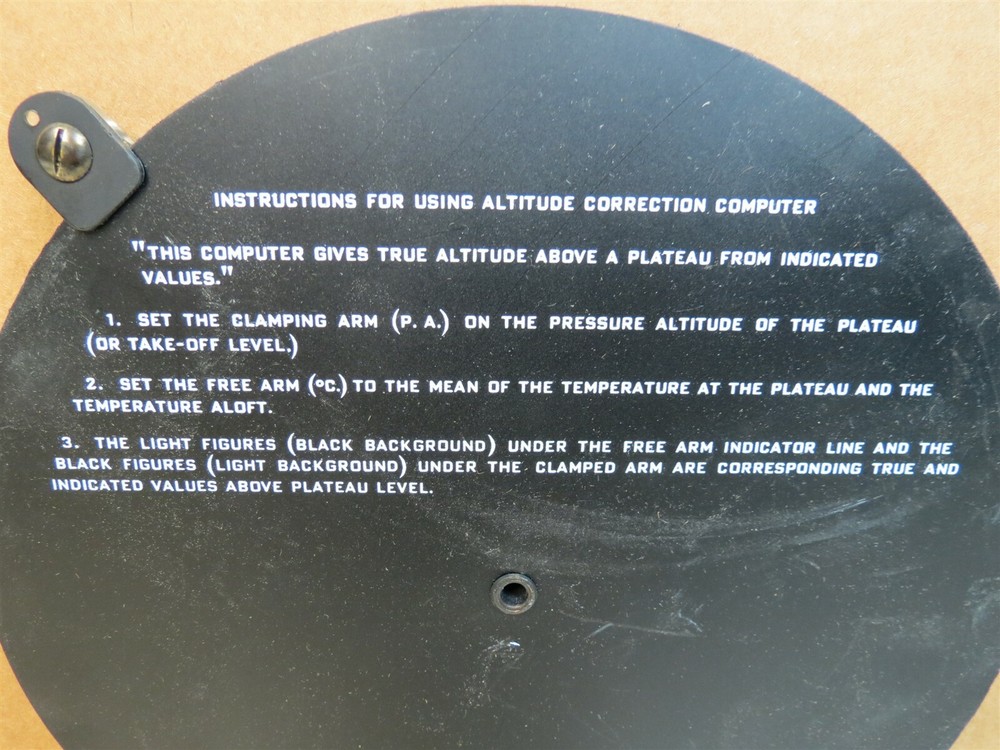 INSTRUCTIONS FOR USING ALTITUDE CORRECTION COMPUTER
"THIS COMPUTER GIVES TRUE ALTITUDE ABOVE A PLATEAU FROM INDICATED
VALUES."
1. SET THE CLAMPING ARM (P. A.) ON THE PRESSURE ALTITUDE OF THE PLATEAU
(OR TAKE-OFF LEVEL.)
2. SET THE FREE ARM (°C.) TO THE MEAN OF THE TEMPERATURE AT THE PLATEAU AND THE
TEMPERATURE ALOFT.
3. THE LIGHT FIGURES (BLACK BACKGROUND) UNDER THE FREE ARM INDICATOR LINE AND THE
BLACK FIGURES (LIGHT BACKGROUND) UNDER THE CLAMPED ARM ARE CORRESPONDING TRUE AND
INDICATED VALUES ABOVE PLATEAU LEVEL.